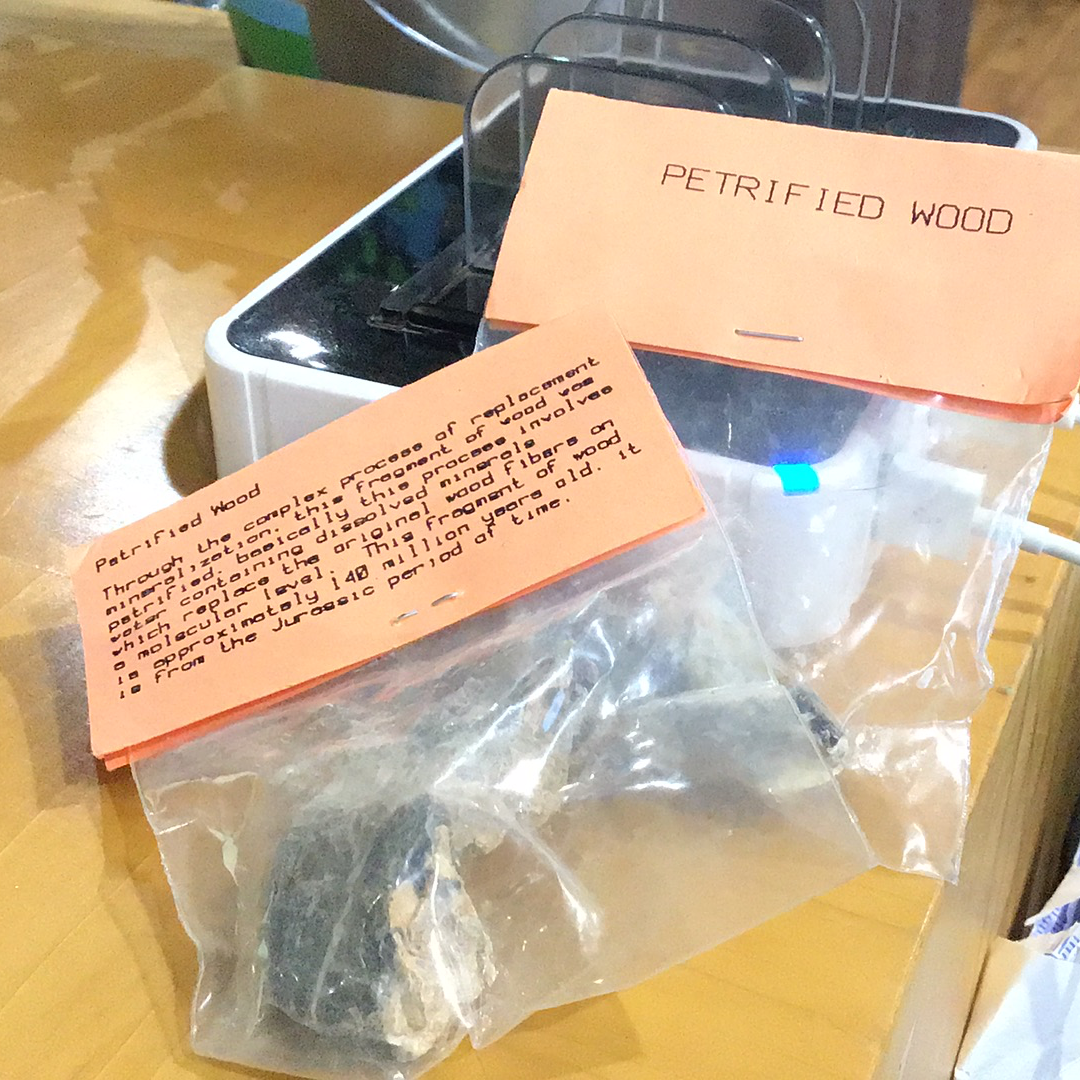 PETRIFIED WOOD
Petrified Wood
Through the complex process of replacement
mineralization, this fragment of wood was
petrified. basically this process involves
water containing dissolved minerals
which replace the original wood fibers on
a molecular level. This fragment of wood
is approximately 140 million years old. it
is from the Jurassic period of time.